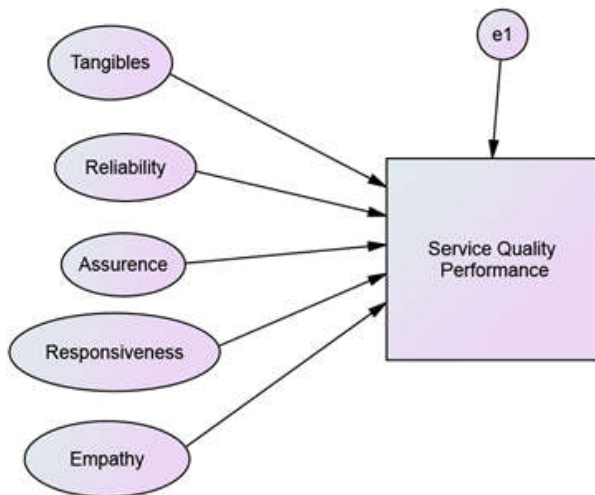 e1
Tangibles
Reliability
Assurence
Responsiveness
Empathy
Service Quality
Performance